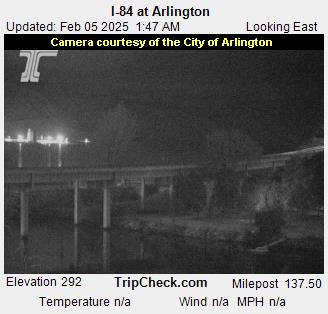 I-84 at Arlington
Updated: Feb 05 2025 1:47 AM Looking East
Camera courtesy of the City of Arlington
Elevation 292 TripCheck.com Milepost 137.50
Temperature n/a Wind n/a MPH n/a